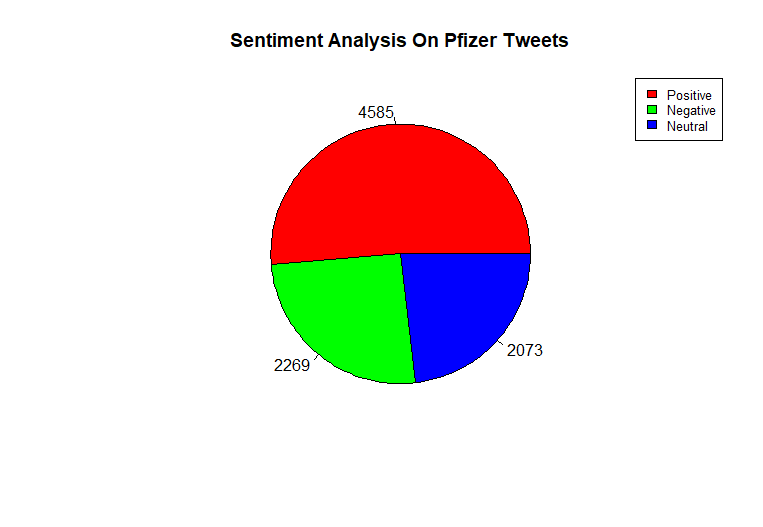 Sentiment Analysis On Pfizer Tweets
Positive
Negative
Neutral
4585
2269
2073